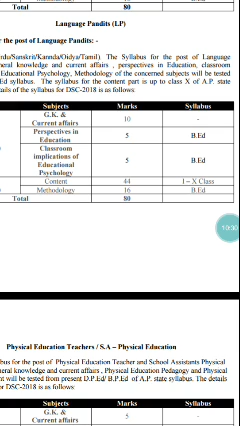 Total 80
Language Pandits (LP)
r the post of Language Pandits: -
rdu/Sanskrit/Kannda/Oidya/Tamil). The Syllabus for the post of Language
neral knowledge and current affairs , perspectives in Education, classroom
Educational Psychology, Methodology of the concerned subjects will be tested
Ed syllabus. The syllabus for the content part is up to class X of A.P. state
tails of the syllabus for DSC-2018 is as follows:
Subjects Marks Syllabus
G.K. &
Current affairs 10 -
Perspectives in
Education 5 B.Ed
Classroom
implications of
Educational
Psychology 5 B.Ed
Content 44 I – X Class
Methodology 16 B.Ed
Total 80
19/30
Physical Education Teachers / S.A – Physical Education
bus for the post of Physical Education Teacher and School Assistants Physical
neral knowledge and current affairs , Physical Education Pedagogy and Physical
nt will be tested from present D.P.Ed/ B.P.Ed of A.P. state syllabus. The details
or DSC-2018 is as follows:
Subjects Marks Syllabus
G.K. &
Current affairs 5 -